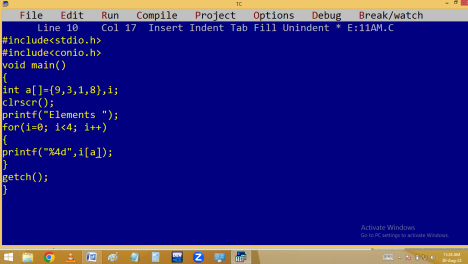 TC
File Edit Run Compile Project Options Debug Break/watch
Line 10 Col 17 Insert Indent Tab Fill Unindent * E:11AM.C
#include<stdio.h>
#include<conio.h>
void main()
{
int a[]={9,3,1,8},i;
clrscr();
printf("Elements ");
for(i=0; i<4; i++)
{
printf("%4d",i[a]);
}
getch();
}
Activate Windows
Go to PC settings to activate Windows.